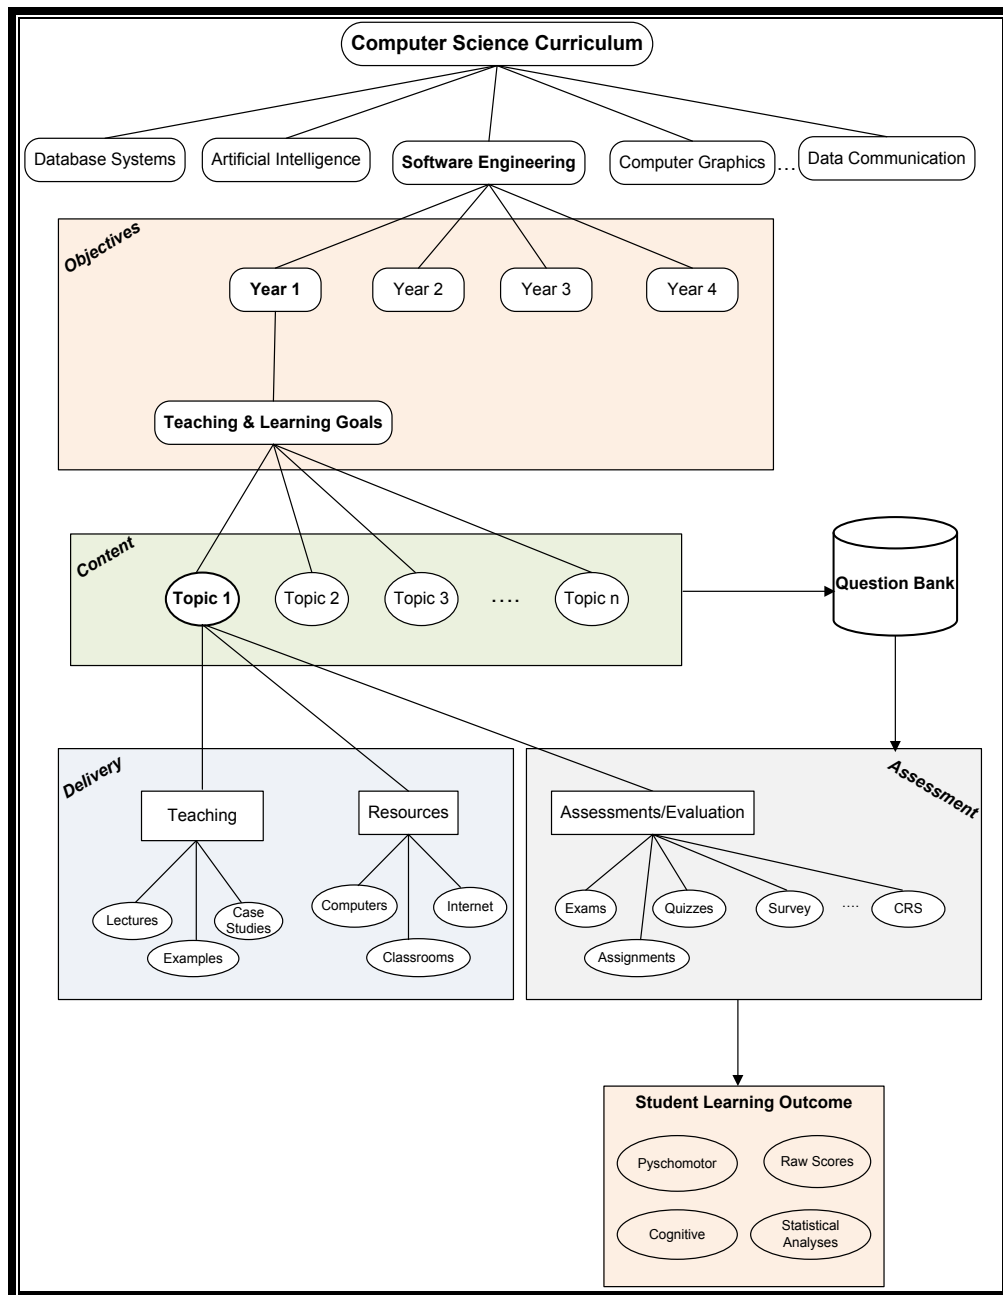 Computer Science Curriculum
Database Systems
Artificial Intelligence
Software Engineering
Computer Graphics
...
Data Communication
Objectives
Year 1
Year 2
Year 3
Year 4
Teaching & Learning Goals
Content
Topic 1
Topic 2
Topic 3
....
Topic n
Question Bank
Delivery
Teaching
Resources
Lectures
Examples
Case
Studies
Computers
Classrooms
Internet
Assessment
Assessments/Evaluation
Exams
Assignments
Quizzes
Survey
....
CRS
Student Learning Outcome
Pyschomotor
Raw Scores
Cognitive
Statistical
Analyses